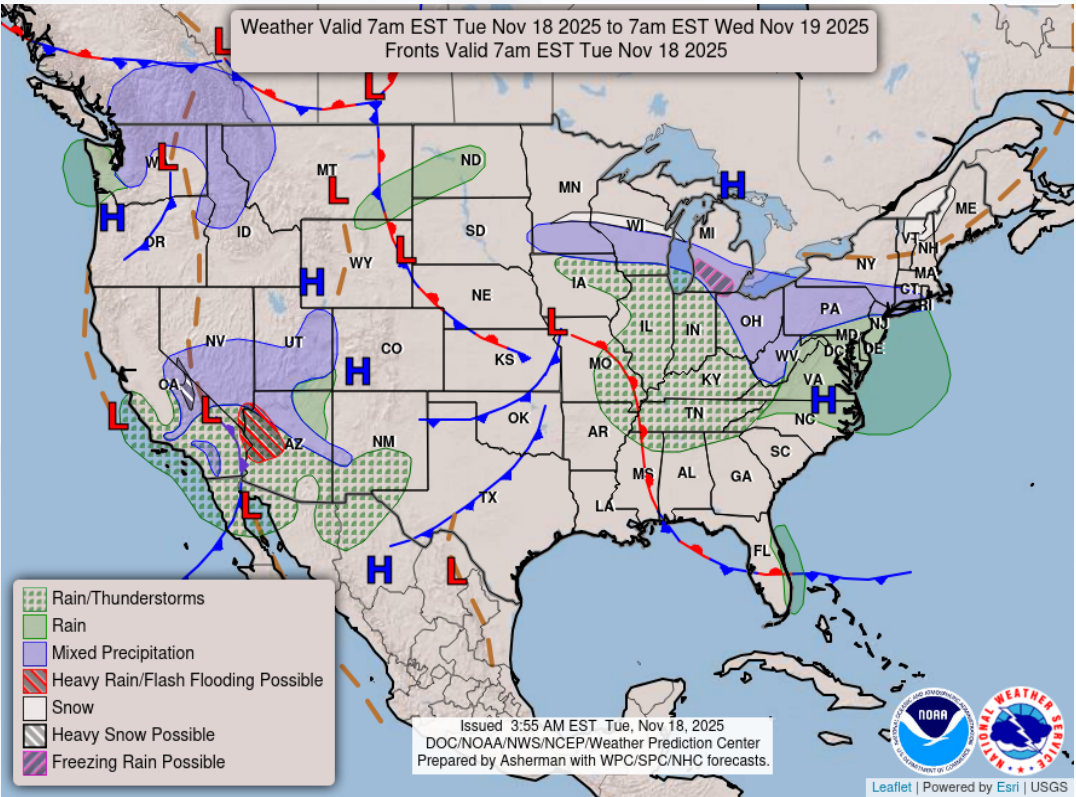 Weather Valid 7am EST Tue Nov 18 2025 to 7am EST Wed Nov 19 2025
Fronts Valid 7am EST Tue Nov 18 2025
L
L
ND
MT
L
W
L
MN
H
ME
L
H
WI
MI
VT
NH
OR
ID
SD
L
WY
NY
MA
H
IA
CT
RI
NE
PA
NJ
L
IL
IN
OH
MD
DE
NV
UT
CO
KS
MO
WV
DC
H
CA
KY
VA
H
L
L
AZ
NM
OK
AR
TN
NC
SC
MS
AL
GA
TX
L
LA
FL
H
L
Rain/Thunderstorms
Rain
Mixed Precipitation
Heavy Rain/Flash Flooding Possible
Snow
Heavy Snow Possible
Freezing Rain Possible
Issued 3:55 AM EST Tue, Nov 18, 2025
DOC/NOAA/NWS/NCEP/Weather Prediction Center
Prepared by Asherman with WPC/SPC/NHC forecasts.
NOAA
NATIONAL WEATHER SERVICE
Leaflet | Powered by Esri | USGS